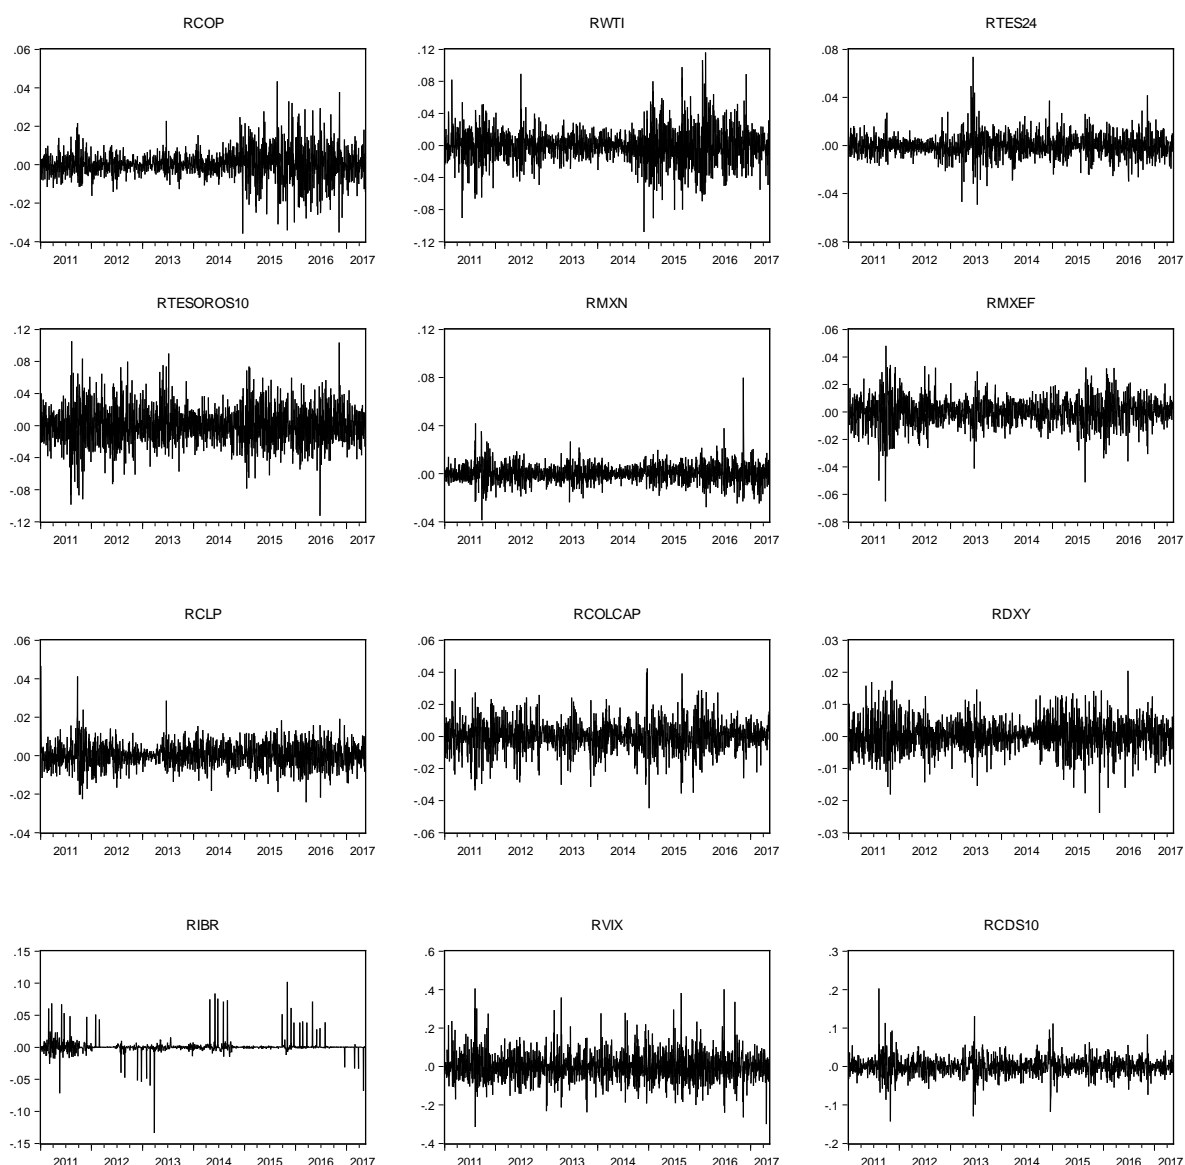 RCOP RWTI RTES24
.06 .12 .08
.04 .08 .04
.02 .04 .00
.00 .00 -.04
-.02 -.04 -.08
-.04 -.08
-.12
2011 2012 2013 2014 2015 2016 2017 2011 2012 2013 2014 2015 2016 2017 2011 2012 2013 2014 2015 2016 2017
RTESOROS10 RMXN RMXEF
.12 .12 .06
.08 .08 .04
.04 .04 .02
.00 .00 .00
-.04 -.04 -.02
-.08 -.04
-.12 -.06
-.08
2011 2012 2013 2014 2015 2016 2017 2011 2012 2013 2014 2015 2016 2017 2011 2012 2013 2014 2015 2016 2017
RCLP RCOLCAP RDXY
.06 .06 .03
.04 .04 .02
.02 .02 .01
.00 .00 .00
-.02 -.02 -.01
-.04 -.04 -.02
-.06 -.03
2011 2012 2013 2014 2015 2016 2017 2011 2012 2013 2014 2015 2016 2017 2011 2012 2013 2014 2015 2016 2017
RIBR RVIX RCDS10
.15 .6 .3
.10 .4 .2
.05 .2 .1
.00 .0 .0
-.05 -.2 -.1
-.10 -.4 -.2
-.15
2011 2012 2013 2014 2015 2016 2017 2011 2012 2013 2014 2015 2016 2017 2011 2012 2013 2014 2015 2016 2017